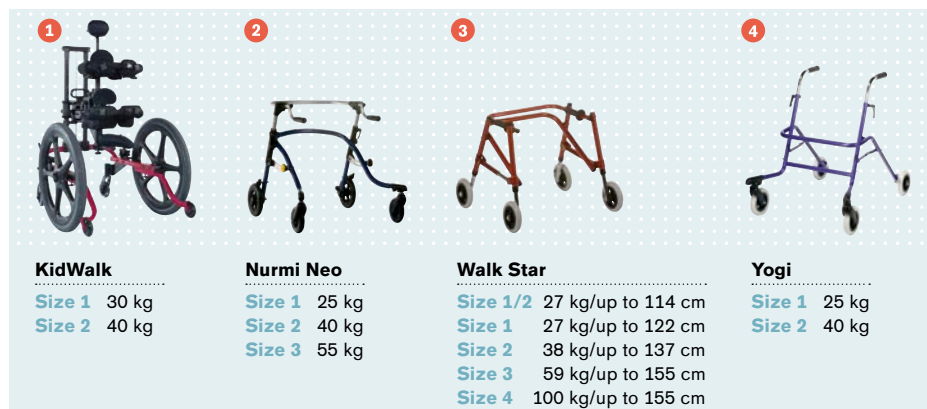 1
2
3
4
KidWalk
Size 1 30 kg
Size 2 40 kg
Nurmi Neo
Size 1 25 kg
Size 2 40 kg
Size 3 55 kg
Walk Star
Size 1/2 27 kg/up to 114 cm
Size 1 27 kg/up to 122 cm
Size 2 38 kg/up to 137 cm
Size 3 59 kg/up to 155 cm
Size 4 100 kg/up to 155 cm
Yogi
Size 1 25 kg
Size 2 40 kg